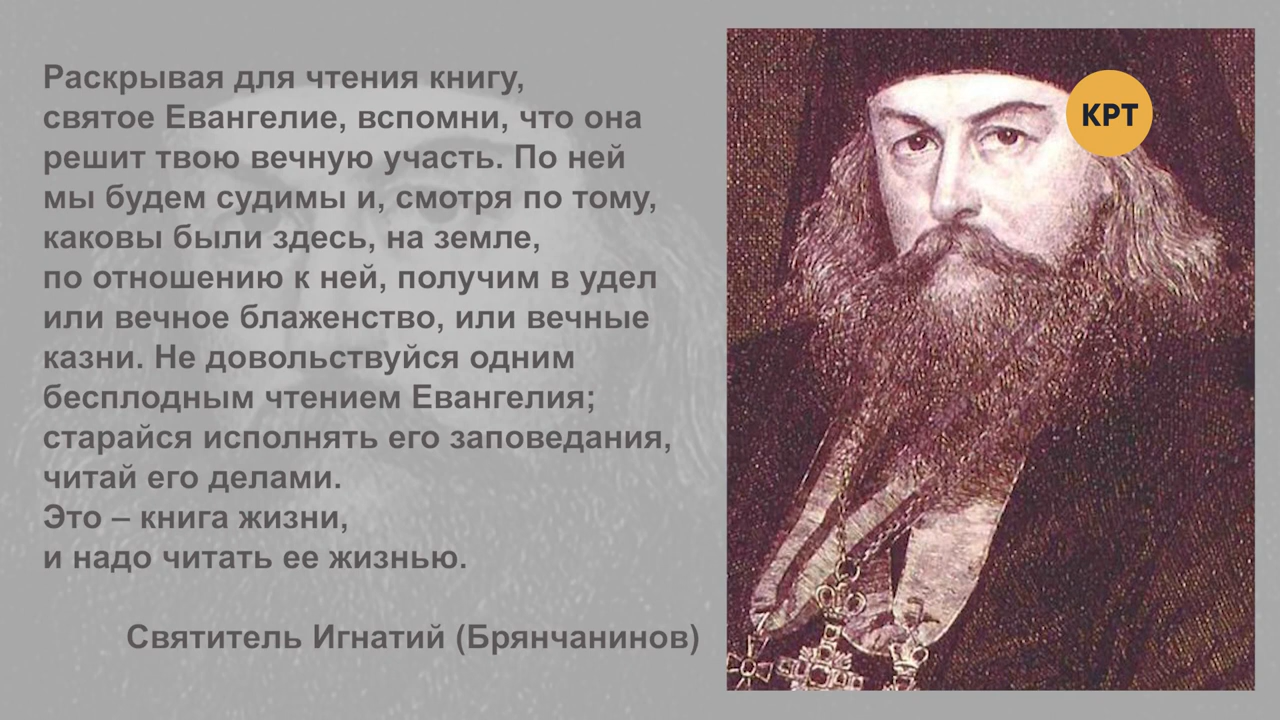 Раскрывая для чтения книгу,
святое Евангелие, вспомни, что она
решит твою вечную участь. По ней
мы будем судимы и, смотря по тому,
каковы были здесь, на земле,
по отношению к ней, получим в удел
или вечное блаженство, или вечные
казни. Не довольствуйся одним
бесплодным чтением Евангелия;
старайся исполнять его заповедания,
читай его делами.
Это – книга жизни,
и надо читать ее жизнью.
Святитель Игнатий (Брянчанинов)
КРТ